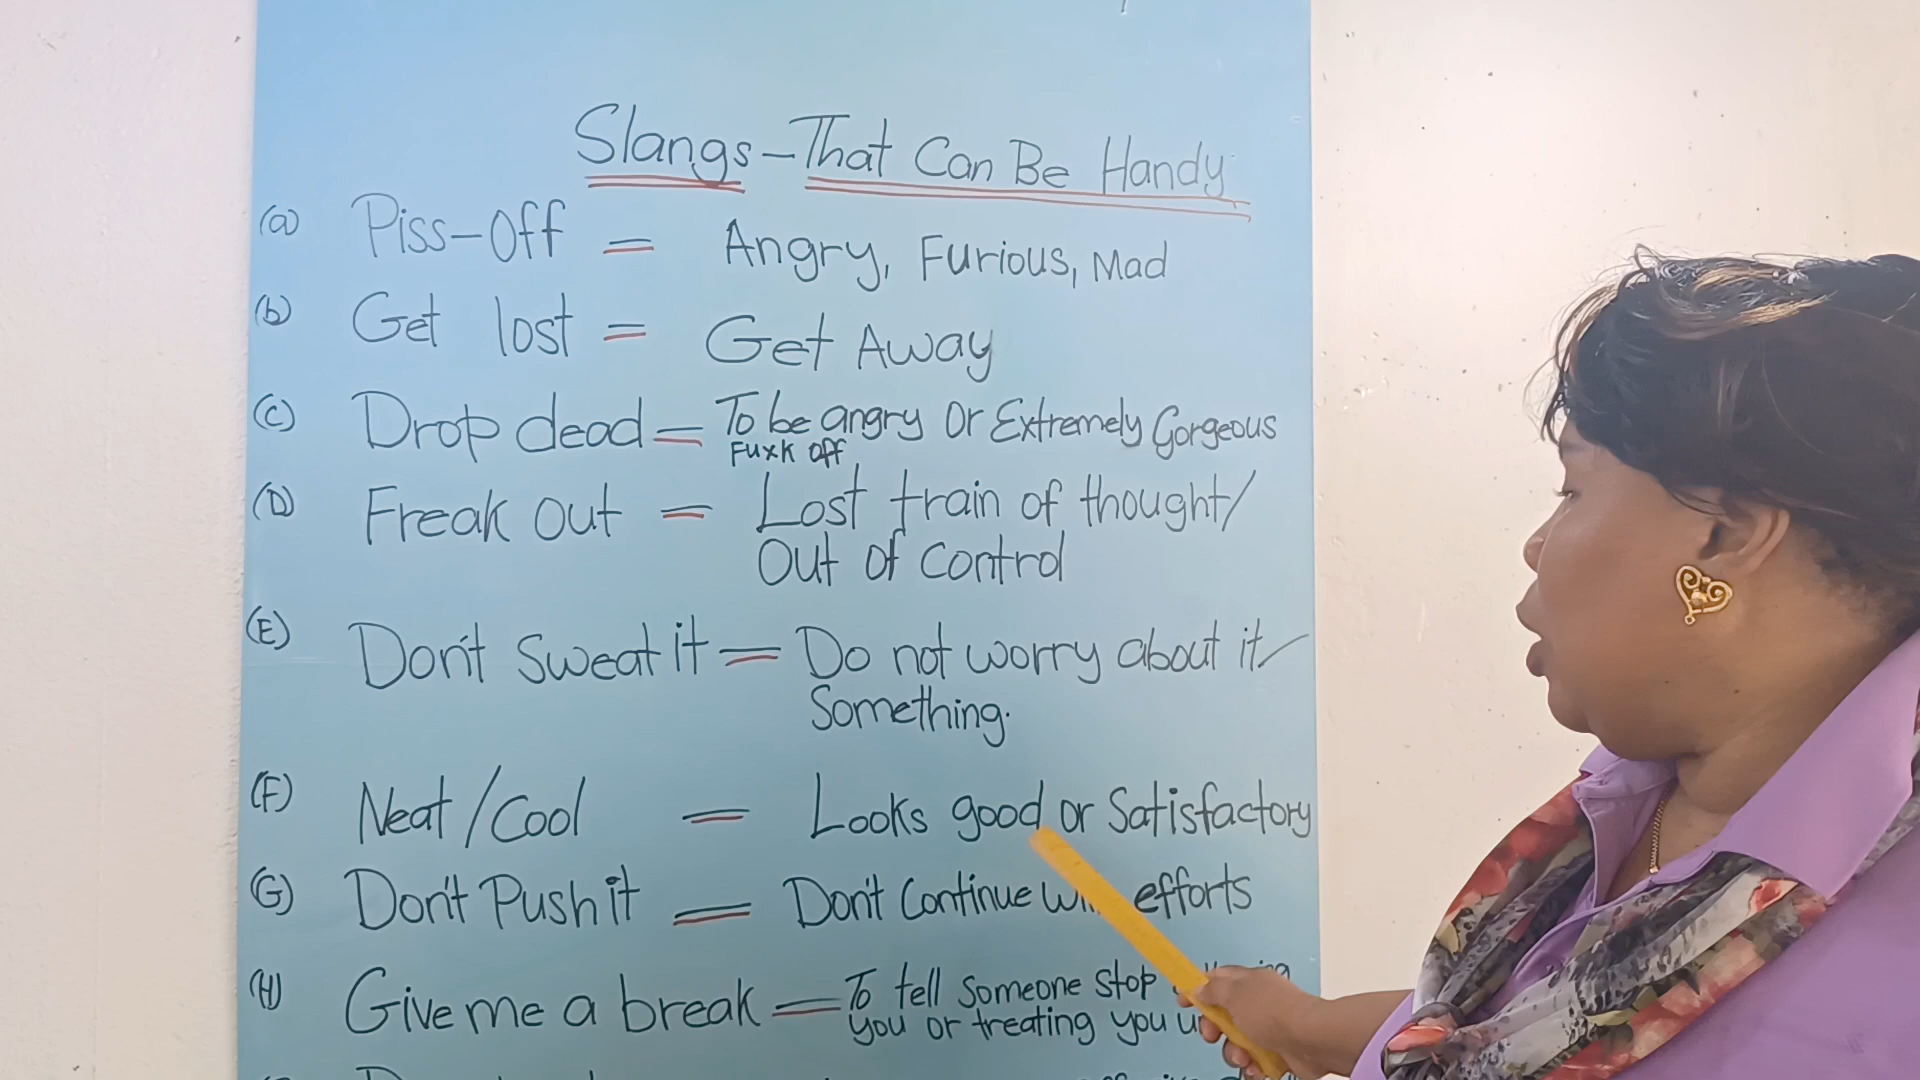 Slangs - That Can Be Handy
(a) Piss-Off = Angry, Furious, Mad
(b) Get lost = Get Away
(C) Drop dead = To be angry Or Extremely Gorgeous
Fuxk Off
(D) Freak Out = Lost train of thought/
Out of Control
(E) Don't Sweat it = Do not worry about it/
Something.
(F) Neat/Cool = Looks good or Satisfactory
(G) Don't Push it = Don't Continue efforts
(H) Give me a break = To tell Someone Stop
you or treating you